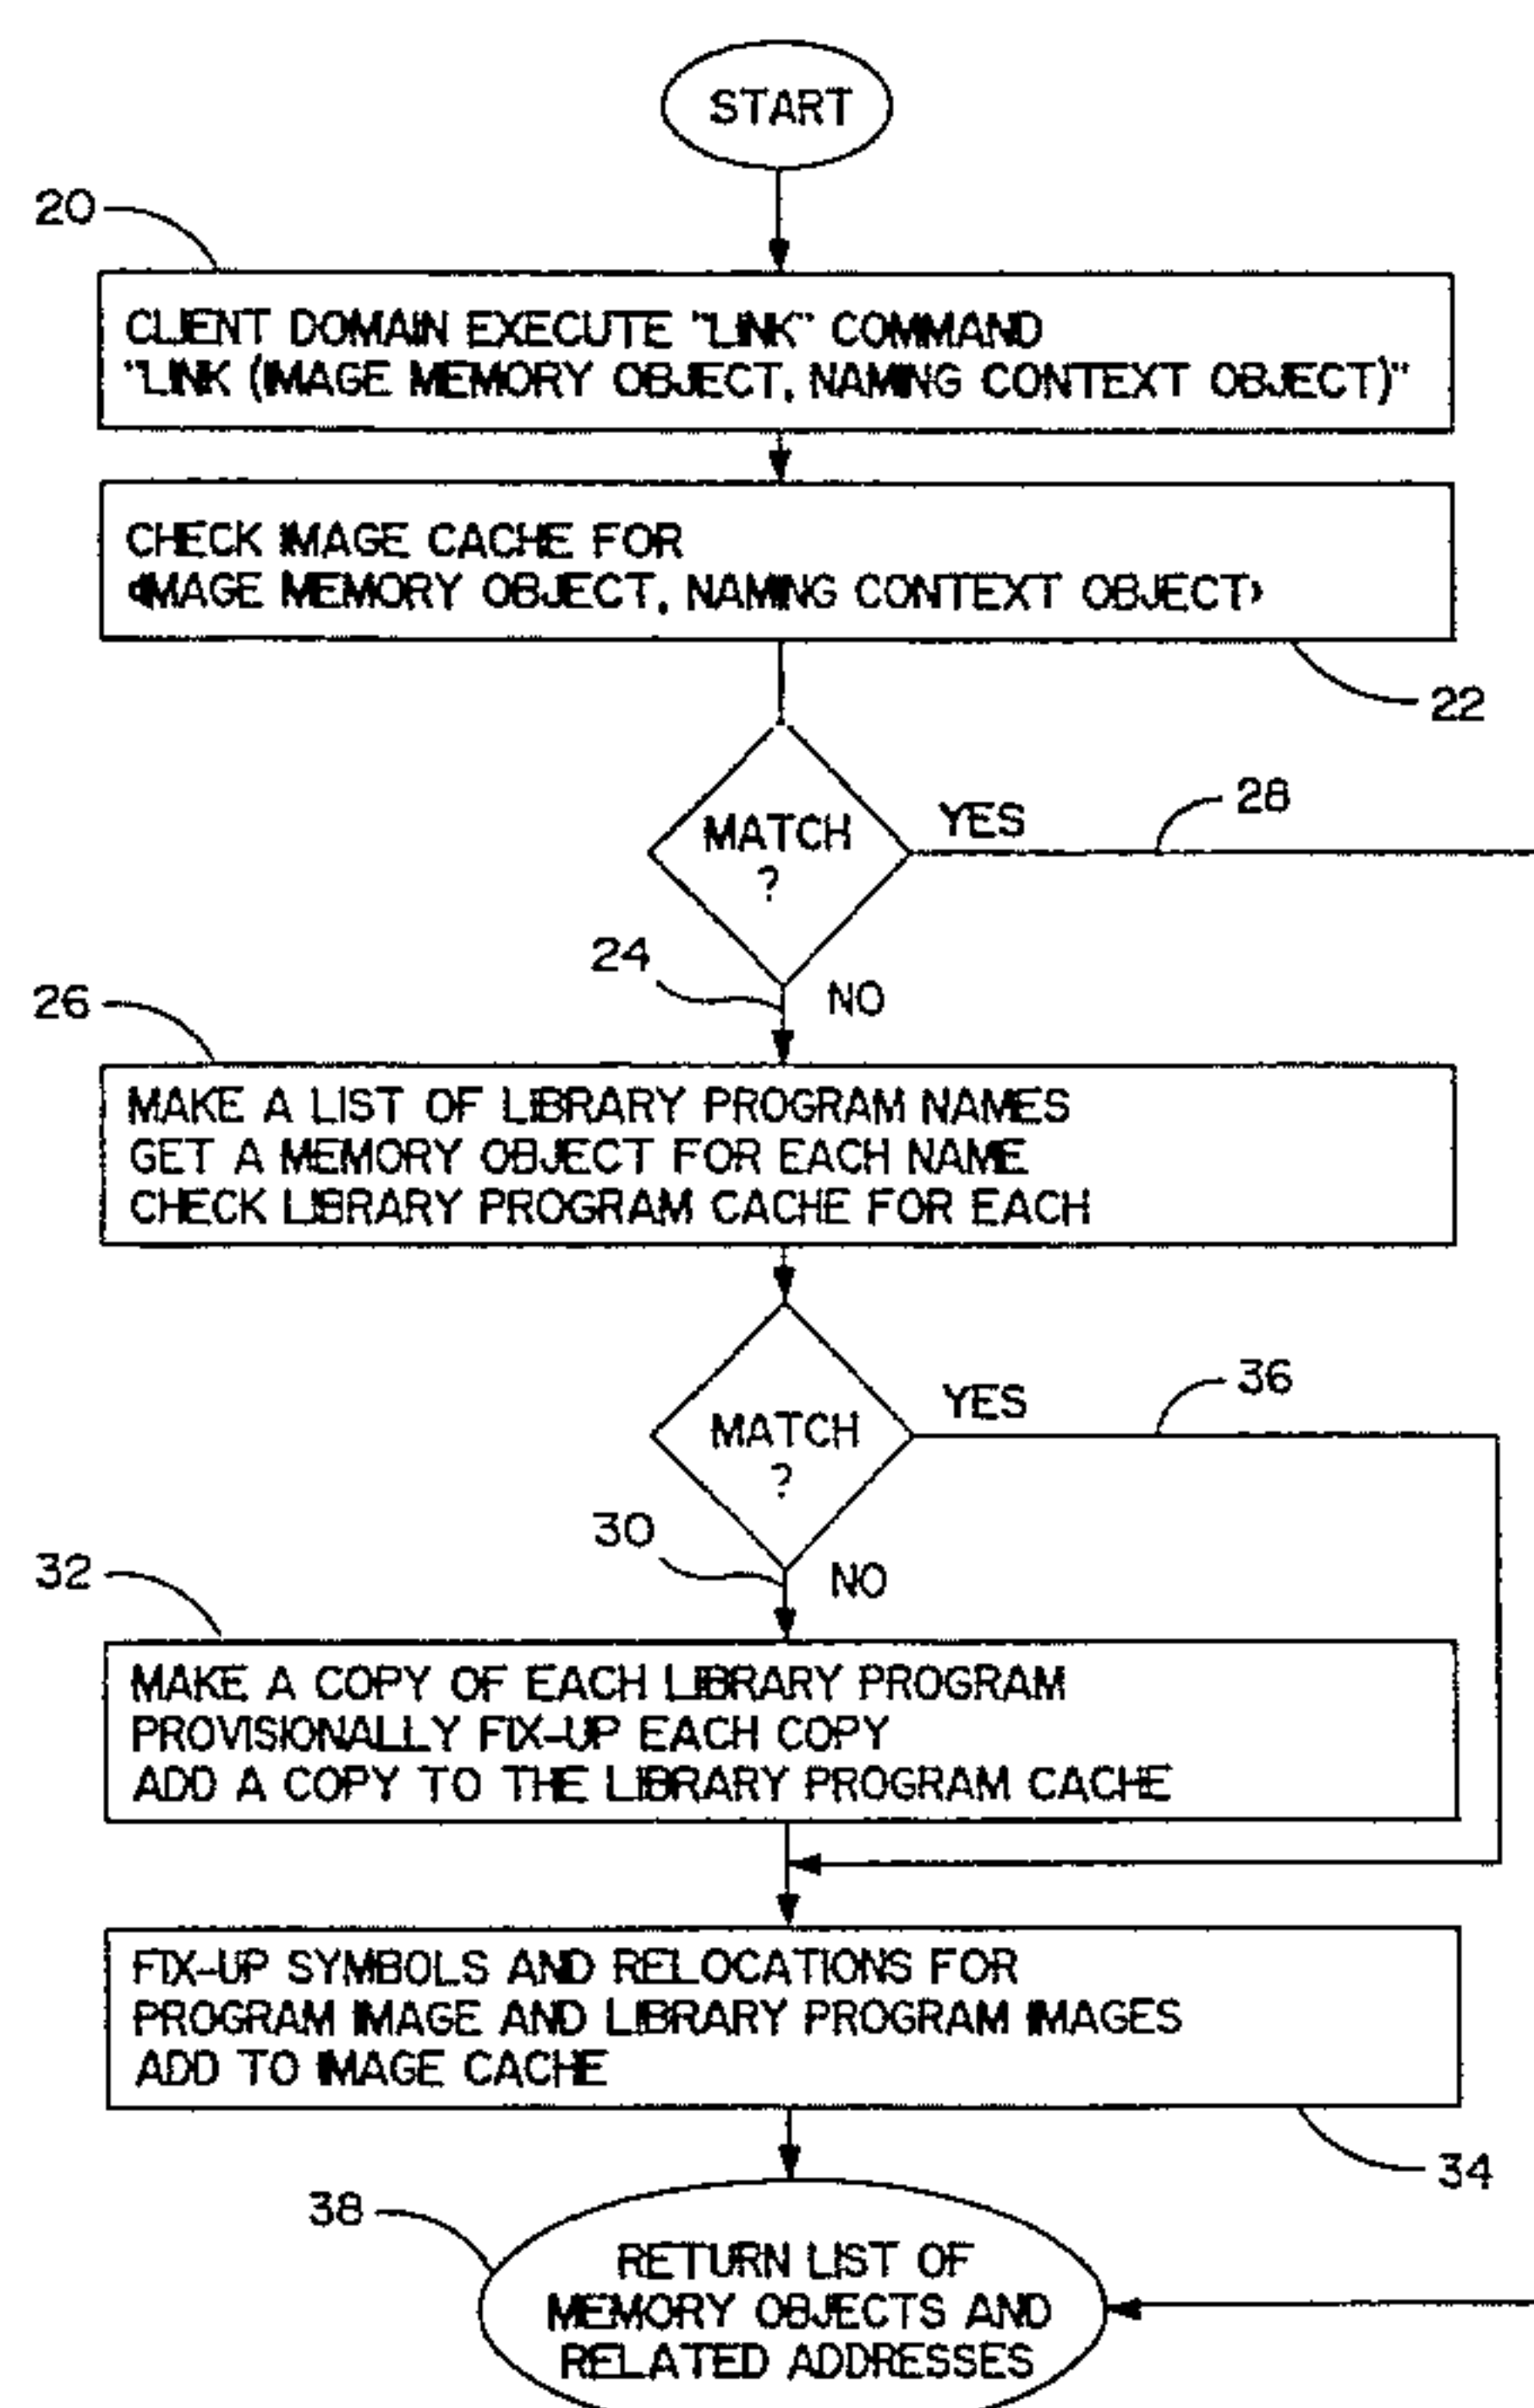 START
20
CLIENT DOMAIN EXECUTE "LINK" COMMAND
"LINK (IMAGE MEMORY OBJECT, NAMING CONTEXT OBJECT)"
CHECK IMAGE CACHE FOR
<IMAGE MEMORY OBJECT, NAMING CONTEXT OBJECT>
22
MATCH
?
YES
28
24
NO
26
MAKE A LIST OF LIBRARY PROGRAM NAMES
GET A MEMORY OBJECT FOR EACH NAME
CHECK LIBRARY PROGRAM CACHE FOR EACH
MATCH
?
YES
36
30
NO
32
MAKE A COPY OF EACH LIBRARY PROGRAM
PROVISIONALLY FIX-UP EACH COPY
ADD A COPY TO THE LIBRARY PROGRAM CACHE
FIX-UP SYMBOLS AND RELOCATIONS FOR
PROGRAM IMAGE AND LIBRARY PROGRAM IMAGES
ADD TO IMAGE CACHE
34
38
RETURN LIST OF
MEMORY OBJECTS AND
RELATED ADDRESSES